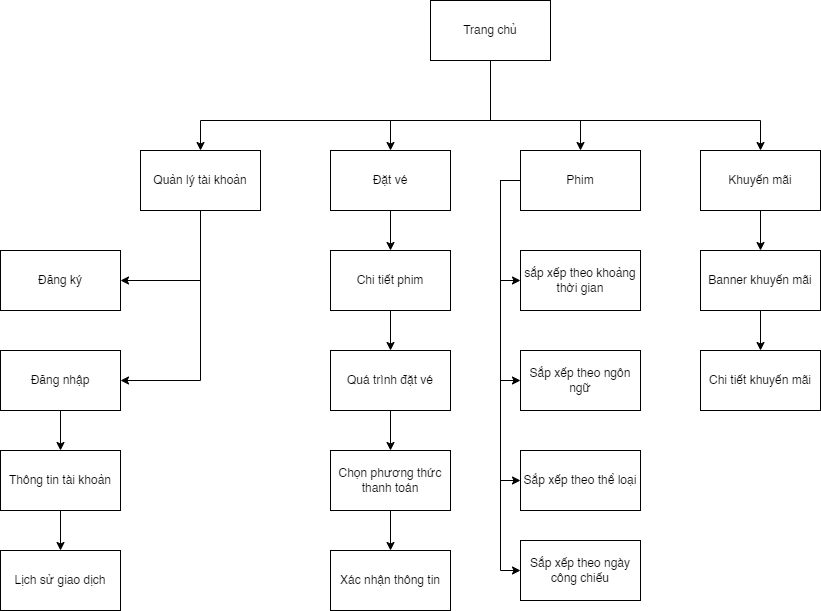 Trang chủ
Quản lý tài khoản
Đặt vé
Phim
Khuyến mãi
Đăng ký
Chi tiết phim
sắp xếp theo khoảng
thời gian
Banner khuyến mãi
Đăng nhập
Quá trình đặt vé
Sắp xếp theo ngôn
ngữ
Chi tiết khuyến mãi
Thông tin tài khoản
Chọn phương thức
thanh toán
Sắp xếp theo thể loại
Lịch sử giao dịch
Xác nhận thông tin
Sắp xếp theo ngày
công chiếu